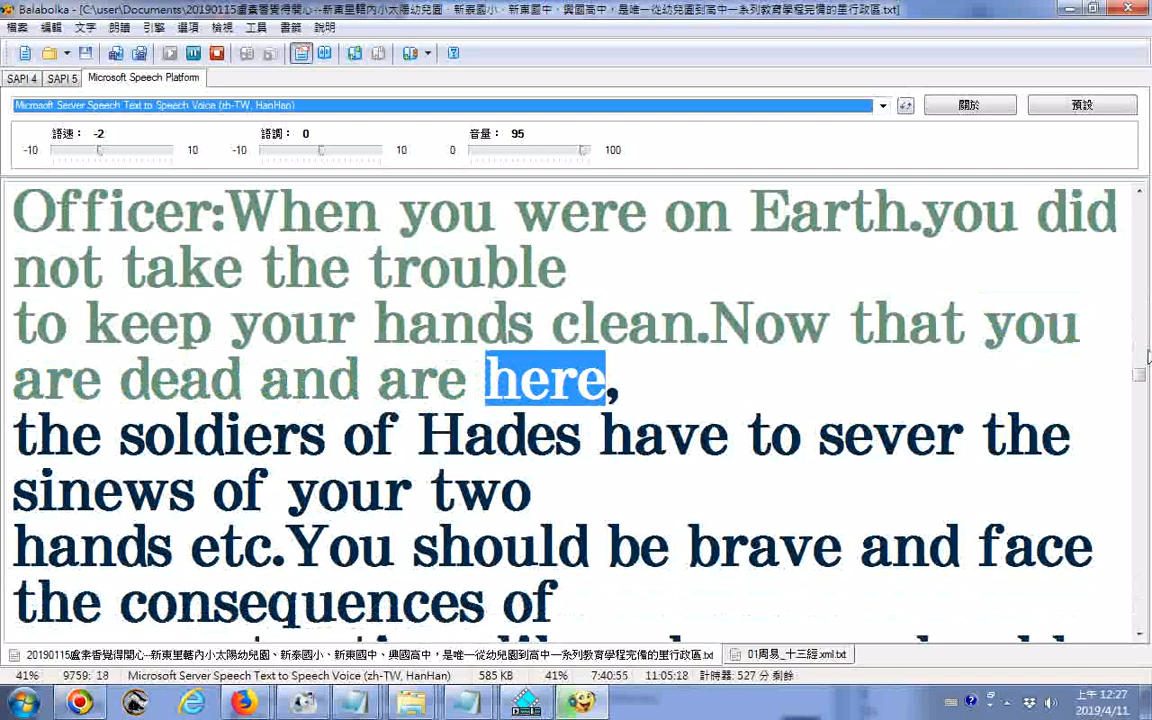 Balabolka - [C:\user\Documents\20190115盧素香覺得開心--新東里轄內小太陽幼兒園、新泰國小、新東國中、興國高中，是唯一從幼兒園到高中一系列教育學程完備的里行政區.txt]
檔案 編輯 文字 朗讀 引擎 選項 檢視 工具 書籤 說明
SAPI 4 SAPI 5 Microsoft Speech Platform
Microsoft Server Speech Text to Speech Voice (zh-TW, HanHan)
關於 預設
語速： -2 語調： 0 音量： 95
-10 10 -10 10 0 100
Officer:When you were on Earth.you did
not take the trouble
to keep your hands clean.Now that you
are dead and are here,
the soldiers of Hades have to sever the
sinews of your two
hands etc.You should be brave and face
the consequences of
20190115盧素香覺得開心--新東里轄內小太陽幼兒園、新泰國小、新東國中、興國高中，是唯一從幼兒園到高中一系列教育學程完備的里行政區.txt 01周易_十三經.xml.txt
41% 9759: 18 Microsoft Server Speech Text to Speech Voice (zh-TW, HanHan) 585 KB 41% 7:40:55 11:05:18 計時器: 527 分 剩餘
上午 12:27
2019/4/11